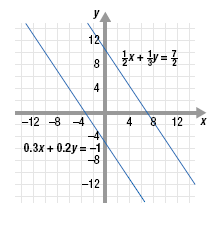 y
12
½x + ⅓y = 7/2
8
4
−12 −8 −4 4 8 12 x
−4
0.3x + 0.2y = −1
−8
−12